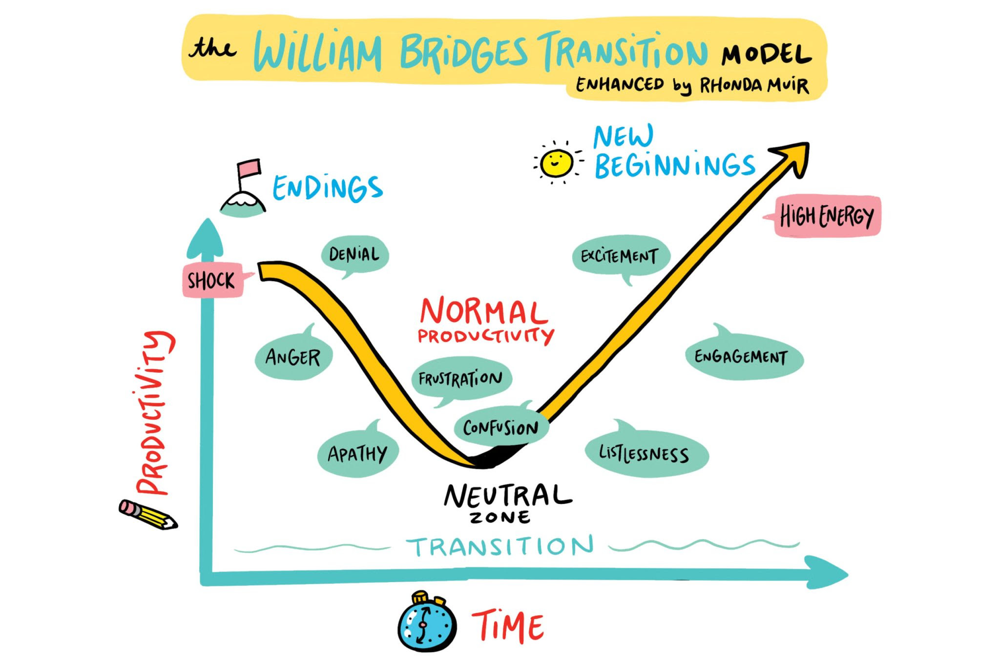 the WILLIAM BRIDGES TRANSITION MODEL
ENHANCED by RHONDA MUIR
ENDINGS
NEW
BEGINNINGS
HIGH ENERGY
SHOCK
DENIAL
EXCITEMENT
NORMAL
PRODUCTIVITY
ANGER
ENGAGEMENT
FRUSTRATION
CONFUSION
APATHY
LISTLESSNESS
PRODUCTIVITY
NEUTRAL
ZONE
TRANSITION
TIME